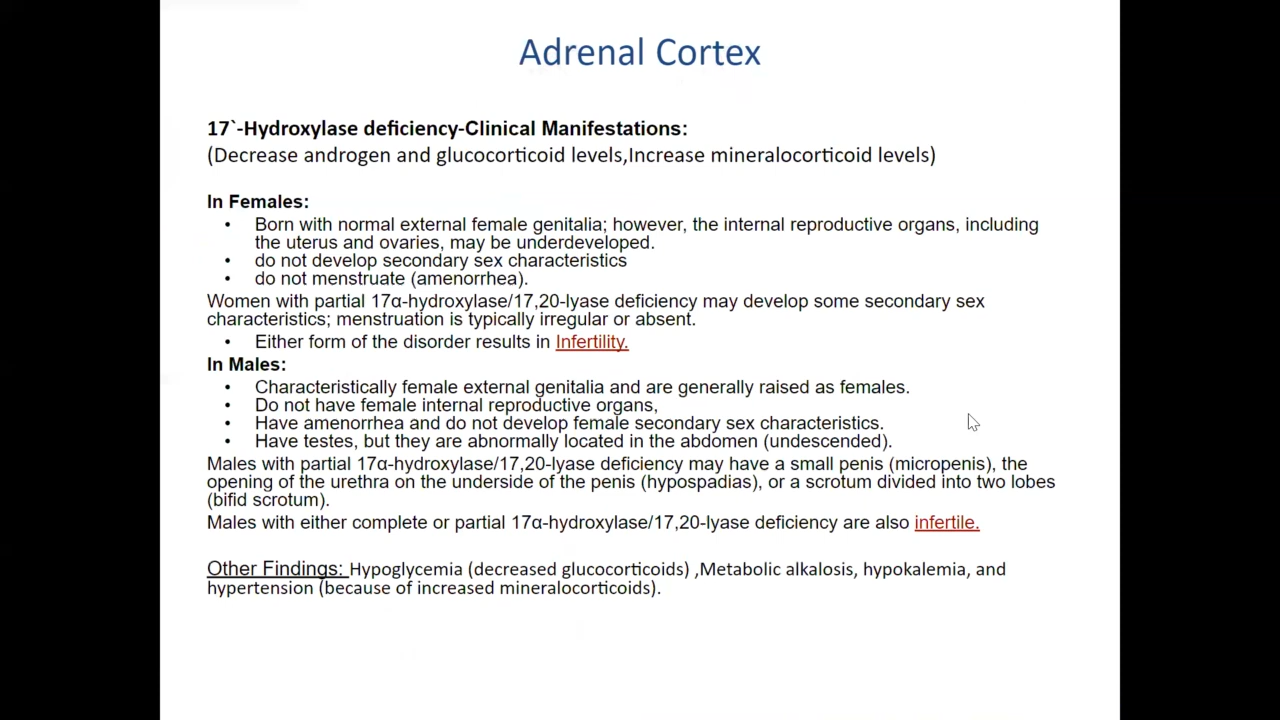 Adrenal Cortex
17`-Hydroxylase deficiency-Clinical Manifestations:
(Decrease androgen and glucocorticoid levels,Increase mineralocorticoid levels)
In Females:
• Born with normal external female genitalia; however, the internal reproductive organs, including
the uterus and ovaries, may be underdeveloped.
• do not develop secondary sex characteristics
• do not menstruate (amenorrhea).
Women with partial 17α-hydroxylase/17,20-lyase deficiency may develop some secondary sex
characteristics; menstruation is typically irregular or absent.
• Either form of the disorder results in Infertility.
In Males:
• Characteristically female external genitalia and are generally raised as females.
• Do not have female internal reproductive organs,
• Have amenorrhea and do not develop female secondary sex characteristics.
• Have testes, but they are abnormally located in the abdomen (undescended).
Males with partial 17α-hydroxylase/17,20-lyase deficiency may have a small penis (micropenis), the
opening of the urethra on the underside of the penis (hypospadias), or a scrotum divided into two lobes
(bifid scrotum).
Males with either complete or partial 17α-hydroxylase/17,20-lyase deficiency are also infertile.
Other Findings: Hypoglycemia (decreased glucocorticoids) ,Metabolic alkalosis, hypokalemia, and
hypertension (because of increased mineralocorticoids).